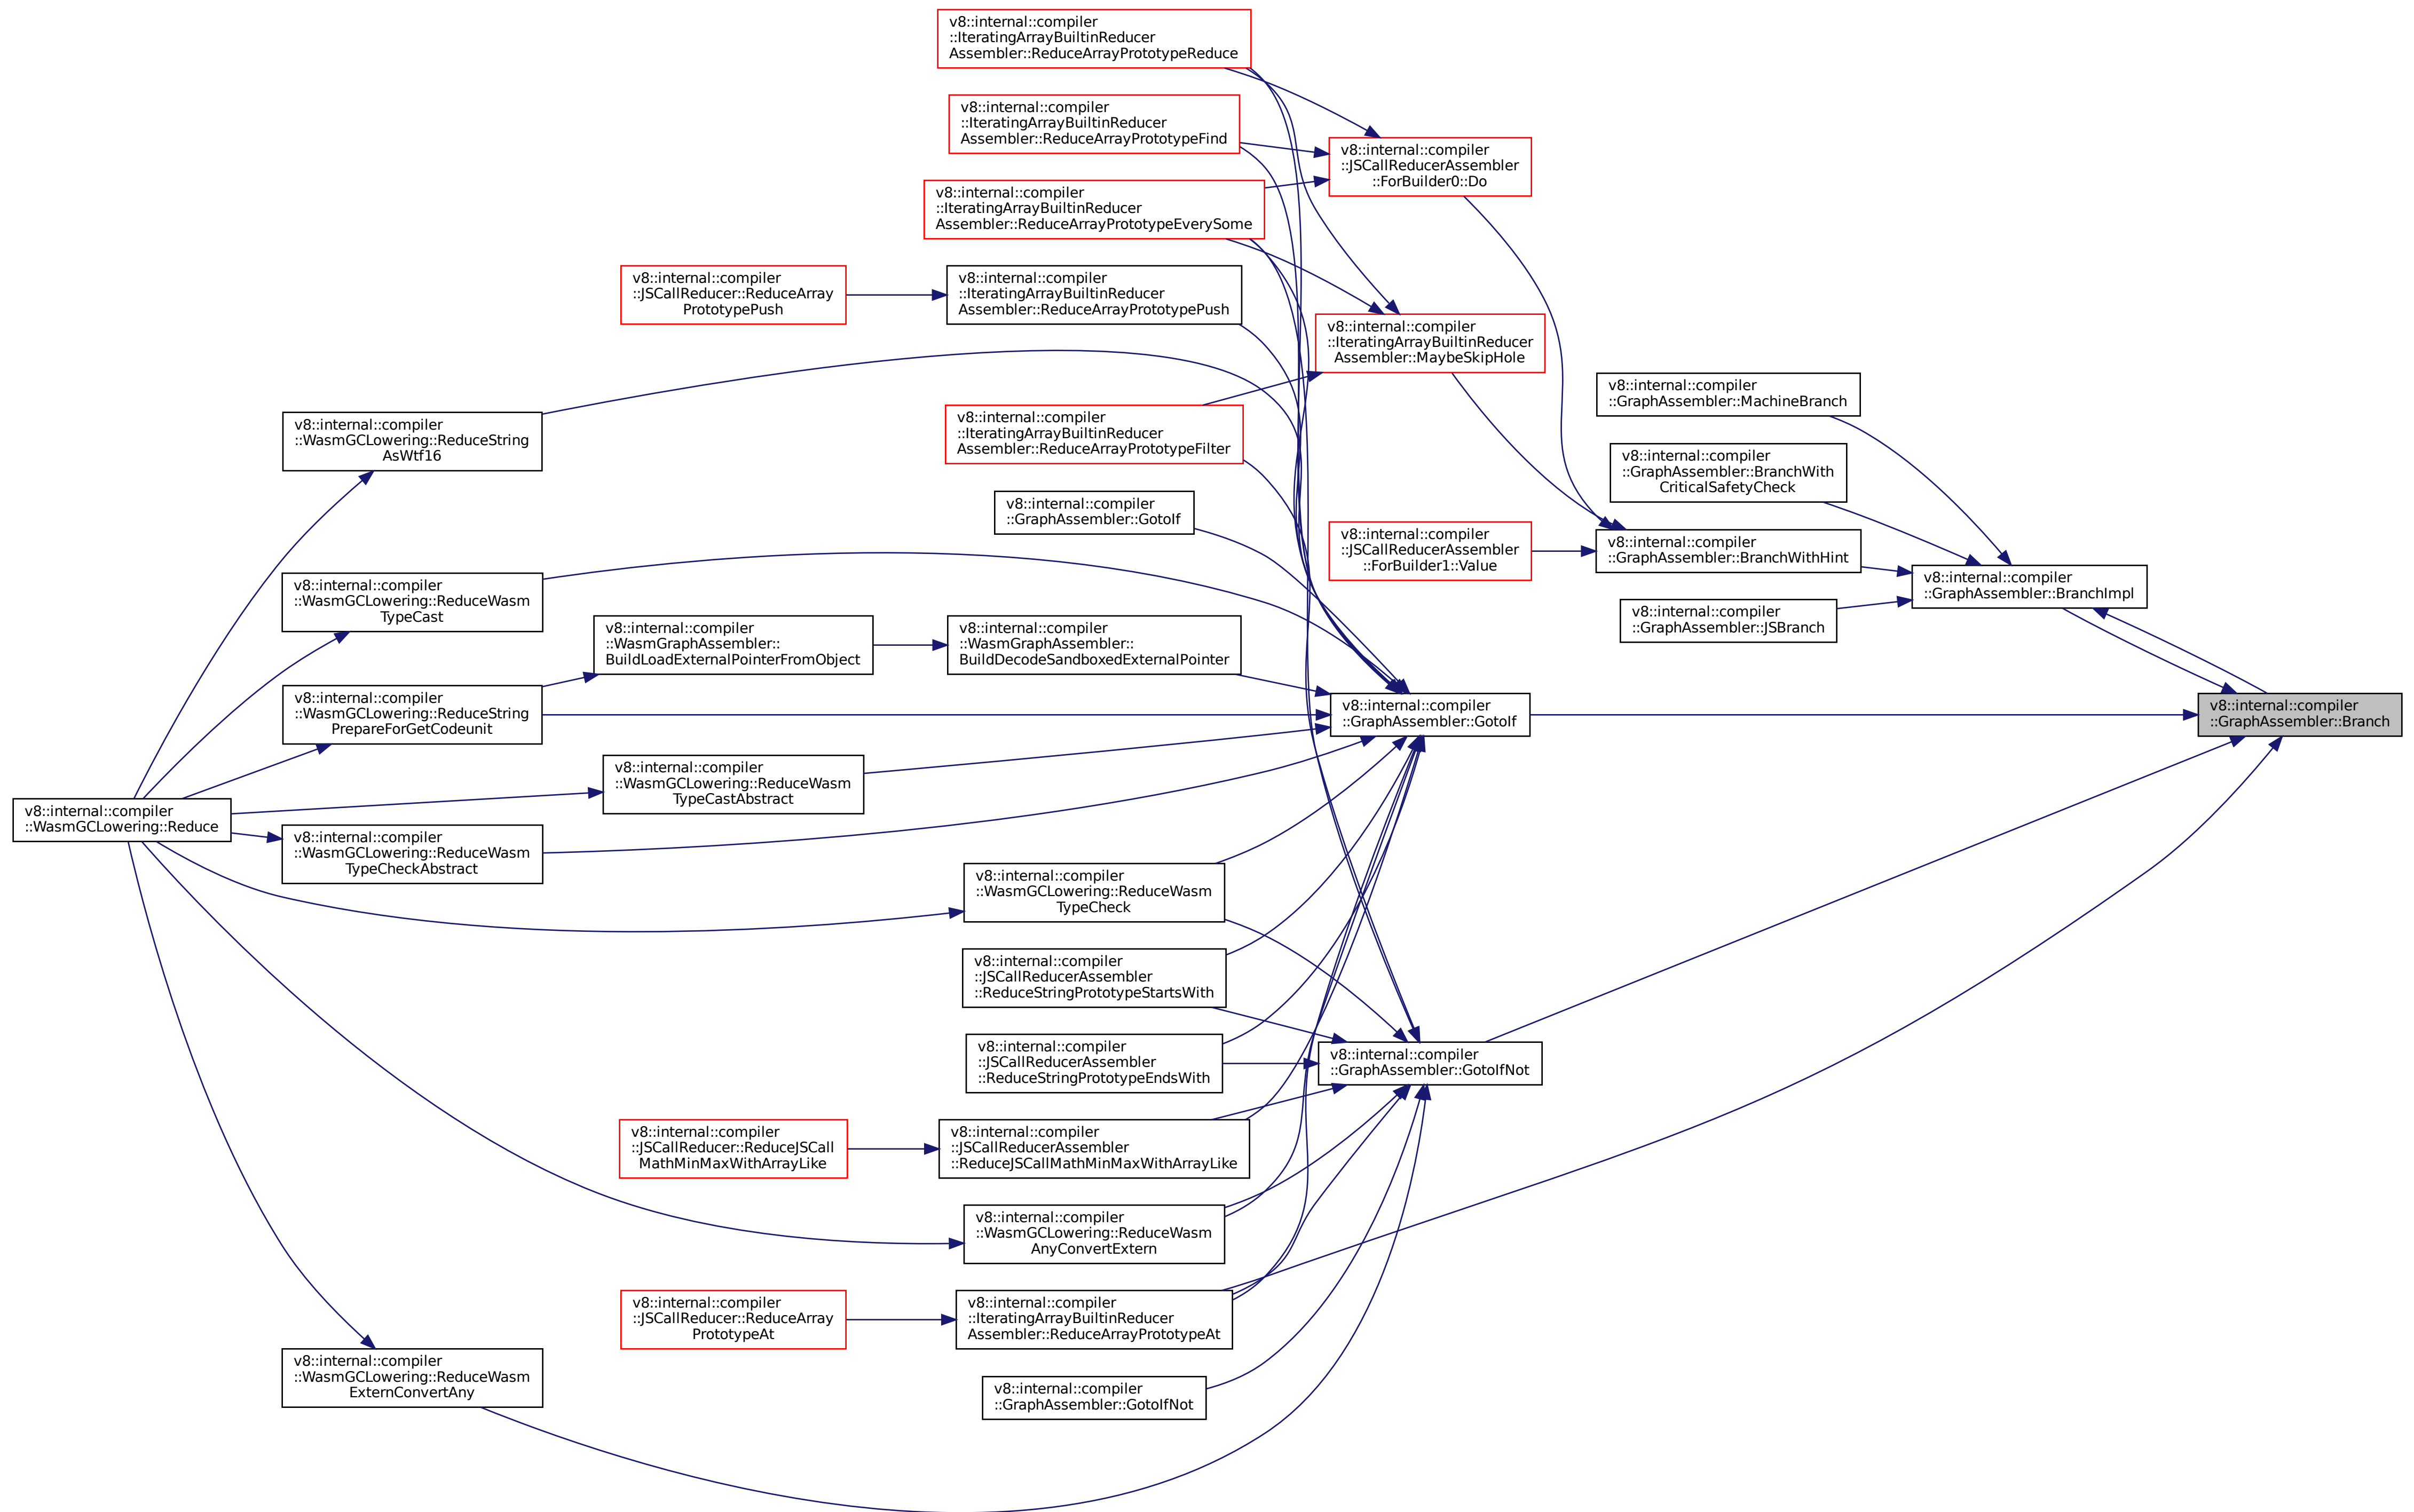 v8::internal::compiler
::IteratingArrayBuiltinReducer
Assembler::ReduceArrayPrototypeReduce
v8::internal::compiler
::IteratingArrayBuiltinReducer
Assembler::ReduceArrayPrototypeFind
v8::internal::compiler
::JSCallReducerAssembler
::ForBuilder0::Do
v8::internal::compiler
::IteratingArrayBuiltinReducer
Assembler::ReduceArrayPrototypeEverySome
v8::internal::compiler
::JSCallReducer::ReduceArray
PrototypePush
v8::internal::compiler
::IteratingArrayBuiltinReducer
Assembler::ReduceArrayPrototypePush
v8::internal::compiler
::IteratingArrayBuiltinReducer
Assembler::MaybeSkipHole
v8::internal::compiler
::GraphAssembler::MachineBranch
v8::internal::compiler
::WasmGCLowering::ReduceString
AsWtf16
v8::internal::compiler
::IteratingArrayBuiltinReducer
Assembler::ReduceArrayPrototypeFilter
v8::internal::compiler
::GraphAssembler::BranchWith
CriticalSafetyCheck
v8::internal::compiler
::GraphAssembler::GotoIf
v8::internal::compiler
::JSCallReducerAssembler
::ForBuilder1::Value
v8::internal::compiler
::GraphAssembler::BranchWithHint
v8::internal::compiler
::GraphAssembler::BranchImpl
v8::internal::compiler
::WasmGCLowering::ReduceWasm
TypeCast
v8::internal::compiler
::GraphAssembler::JSBranch
v8::internal::compiler
::WasmGraphAssembler::
BuildLoadExternalPointerFromObject
v8::internal::compiler
::WasmGraphAssembler::
BuildDecodeSandboxedExternalPointer
v8::internal::compiler
::WasmGCLowering::ReduceString
PrepareForGetCodeunit
v8::internal::compiler
::GraphAssembler::GotoIf
v8::internal::compiler
::GraphAssembler::Branch
v8::internal::compiler
::WasmGCLowering::ReduceWasm
TypeCastAbstract
v8::internal::compiler
::WasmGCLowering::Reduce
v8::internal::compiler
::WasmGCLowering::ReduceWasm
TypeCheckAbstract
v8::internal::compiler
::WasmGCLowering::ReduceWasm
TypeCheck
v8::internal::compiler
::JSCallReducerAssembler
::ReduceStringPrototypeStartsWith
v8::internal::compiler
::JSCallReducerAssembler
::ReduceStringPrototypeEndsWith
v8::internal::compiler
::GraphAssembler::GotoIfNot
v8::internal::compiler
::JSCallReducer::ReduceJSCall
MathMinMaxWithArrayLike
v8::internal::compiler
::JSCallReducerAssembler
::ReduceJSCallMathMinMaxWithArrayLike
v8::internal::compiler
::WasmGCLowering::ReduceWasm
AnyConvertExtern
v8::internal::compiler
::JSCallReducer::ReduceArray
PrototypeAt
v8::internal::compiler
::IteratingArrayBuiltinReducer
Assembler::ReduceArrayPrototypeAt
v8::internal::compiler
::WasmGCLowering::ReduceWasm
ExternConvertAny
v8::internal::compiler
::GraphAssembler::GotoIfNot